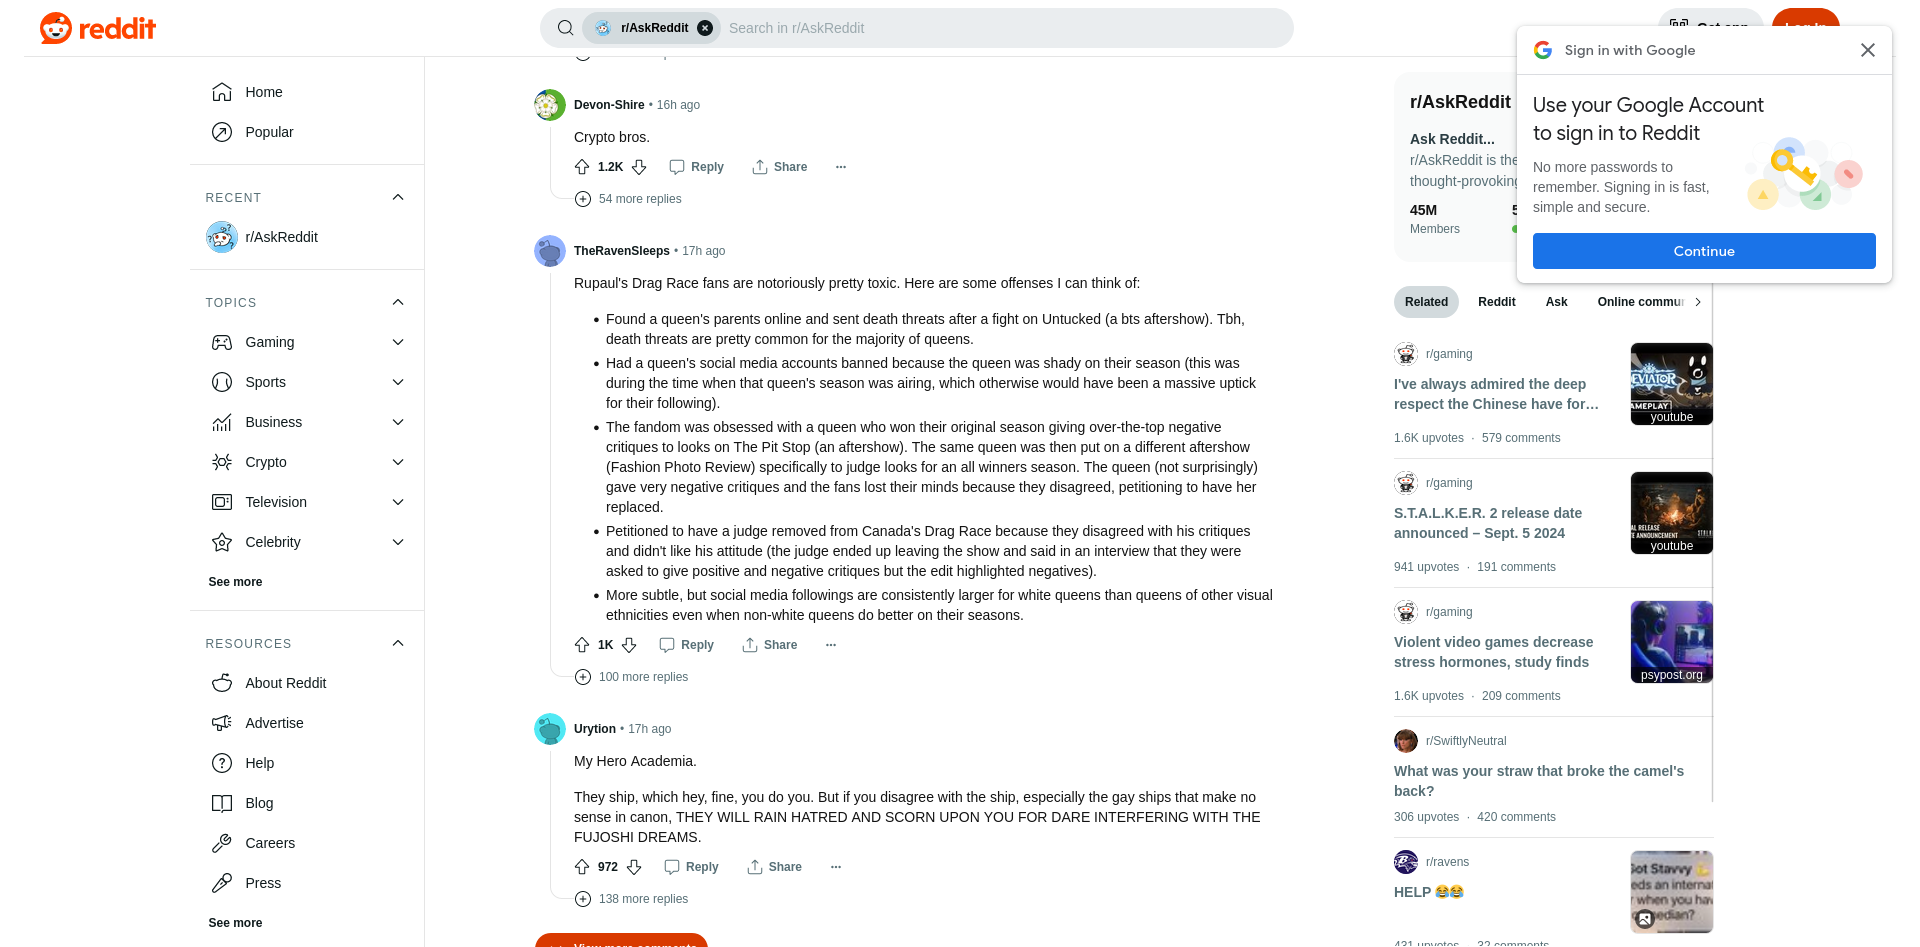 reddit
r/AskReddit
Search in r/AskReddit
Home
Popular
RECENT
r/AskReddit
TOPICS
Gaming
Sports
Business
Crypto
Television
Celebrity
See more
RESOURCES
About Reddit
Advertise
Help
Blog
Careers
Press
See more
Devon-Shire • 16h ago
Crypto bros.
1.2K Reply Share
54 more replies
TheRavenSleeps • 17h ago
Rupaul's Drag Race fans are notoriously pretty toxic. Here are some offenses I can think of:
• Found a queen's parents online and sent death threats after a fight on Untucked (a bts aftershow). Tbh,
death threats are pretty common for the majority of queens.
• Had a queen's social media accounts banned because the queen was shady on their season (this was
during the time when that queen's season was airing, which otherwise would have been a massive uptick
for their following).
• The fandom was obsessed with a queen who won their original season giving over-the-top negative
critiques to looks on The Pit Stop (an aftershow). The same queen was then put on a different aftershow
(Fashion Photo Review) specifically to judge looks for an all winners season. The queen (not surprisingly)
gave very negative critiques and the fans lost their minds because they disagreed, petitioning to have her
replaced.
• Petitioned to have a judge removed from Canada's Drag Race because they disagreed with his critiques
and didn't like his attitude (the judge ended up leaving the show and said in an interview that they were
asked to give positive and negative critiques but the edit highlighted negatives).
• More subtle, but social media followings are consistently larger for white queens than queens of other visual
ethnicities even when non-white queens do better on their seasons.
1K Reply Share
100 more replies
Urytion • 17h ago
My Hero Academia.
They ship, which hey, fine, you do you. But if you disagree with the ship, especially the gay ships that make no
sense in canon, THEY WILL RAIN HATRED AND SCORN UPON YOU FOR DARE INTERFERING WITH THE
FUJOSHI DREAMS.
972 Reply Share
138 more replies
View more comments
Sign in with Google
Use your Google Account
to sign in to Reddit
No more passwords to
remember. Signing in is fast,
simple and secure.
Continue
r/AskReddit
Ask Reddit...
r/AskReddit is the
thought-provoking
45M
Members
Related Reddit Ask Online commu
r/gaming
I've always admired the deep
respect the Chinese have for…
youtube
1.6K upvotes · 579 comments
r/gaming
S.T.A.L.K.E.R. 2 release date
announced – Sept. 5 2024
youtube
941 upvotes · 191 comments
r/gaming
Violent video games decrease
stress hormones, study finds
psypost.org
1.6K upvotes · 209 comments
r/SwiftlyNeutral
What was your straw that broke the camel's
back?
306 upvotes · 420 comments
r/ravens
HELP 😂😂
431 upvotes · 32 comments